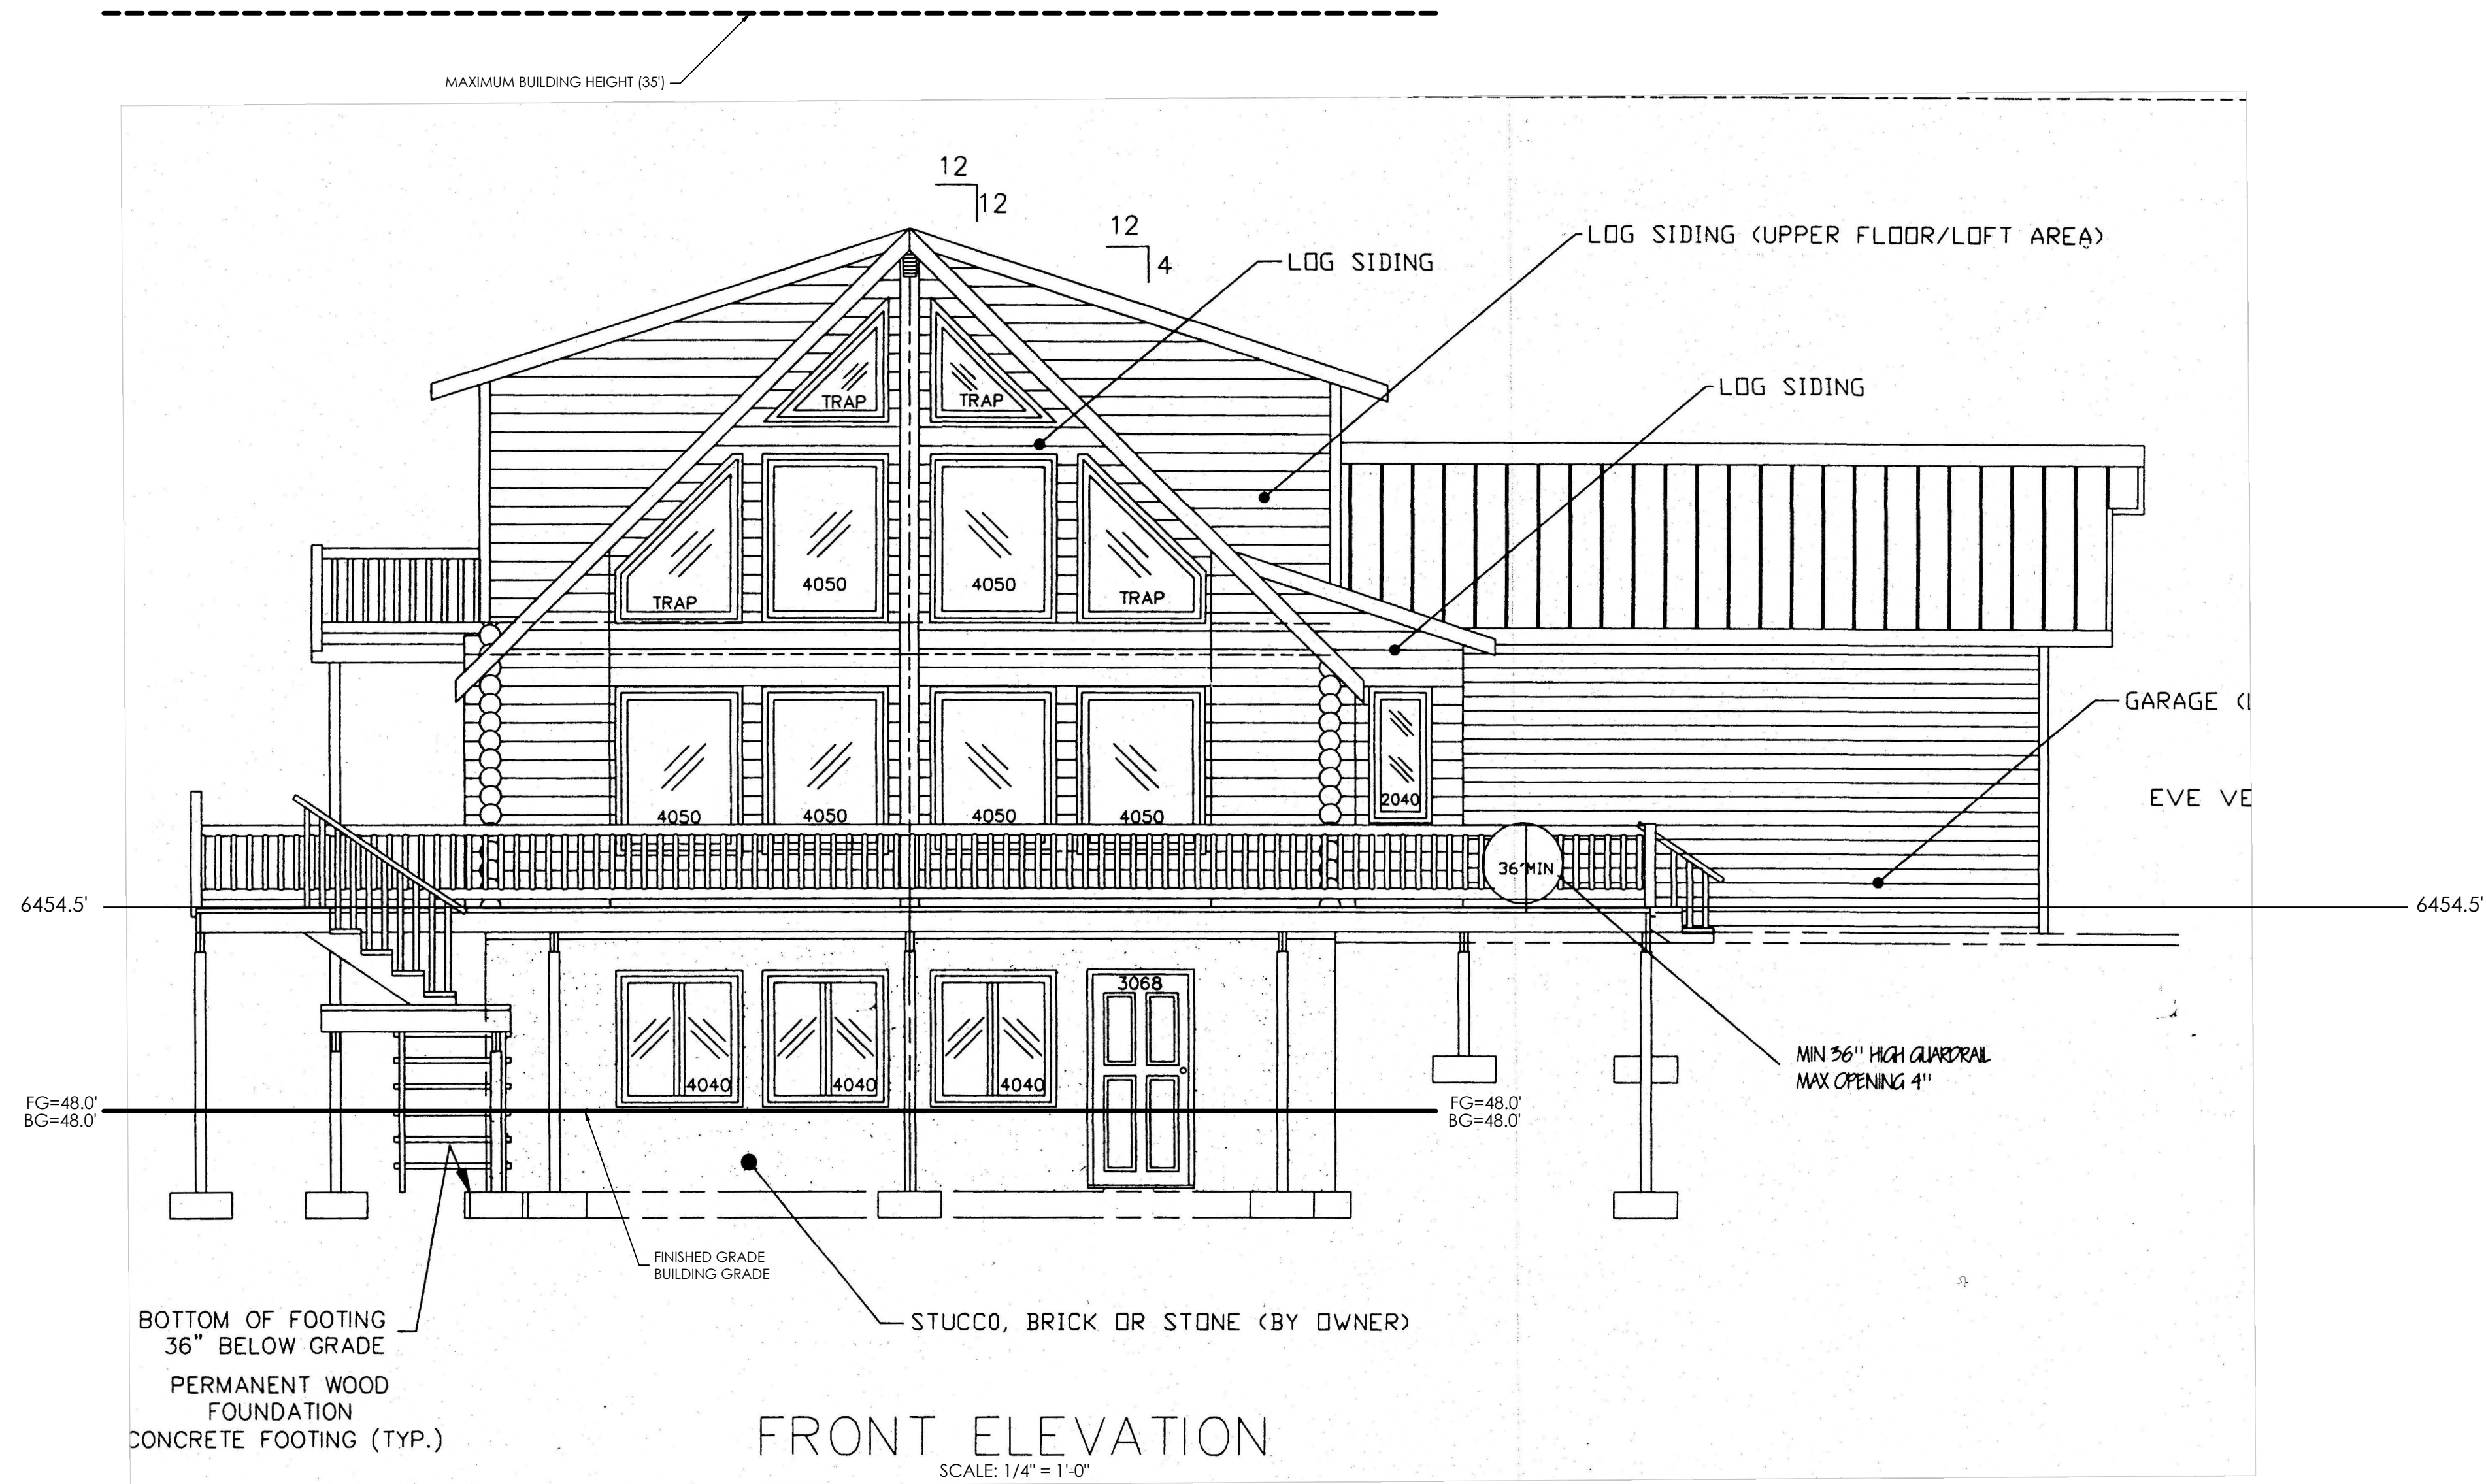 MAXIMUM BUILDING HEIGHT (35')
12
12
12
4
LOG SIDING (UPPER FLOOR/LOFT AREA)
LOG SIDING
LOG SIDING
TRAP
TRAP
TRAP
4050
4050
TRAP
GARAGE (L
EVE VE
4050
4050
4050
4050
2040
36" MIN
6454.5'
6454.5'
3068
4040
4040
4040
MIN 36" HIGH GUARDRAIL
MAX OPENING 4"
FG=48.0'
BG=48.0'
FG=48.0'
BG=48.0'
FINISHED GRADE
BUILDING GRADE
BOTTOM OF FOOTING
36" BELOW GRADE
STUCCO, BRICK OR STONE (BY OWNER)
PERMANENT WOOD
FOUNDATION
CONCRETE FOOTING (TYP.)
FRONT ELEVATION
SCALE: 1/4" = 1'-0"